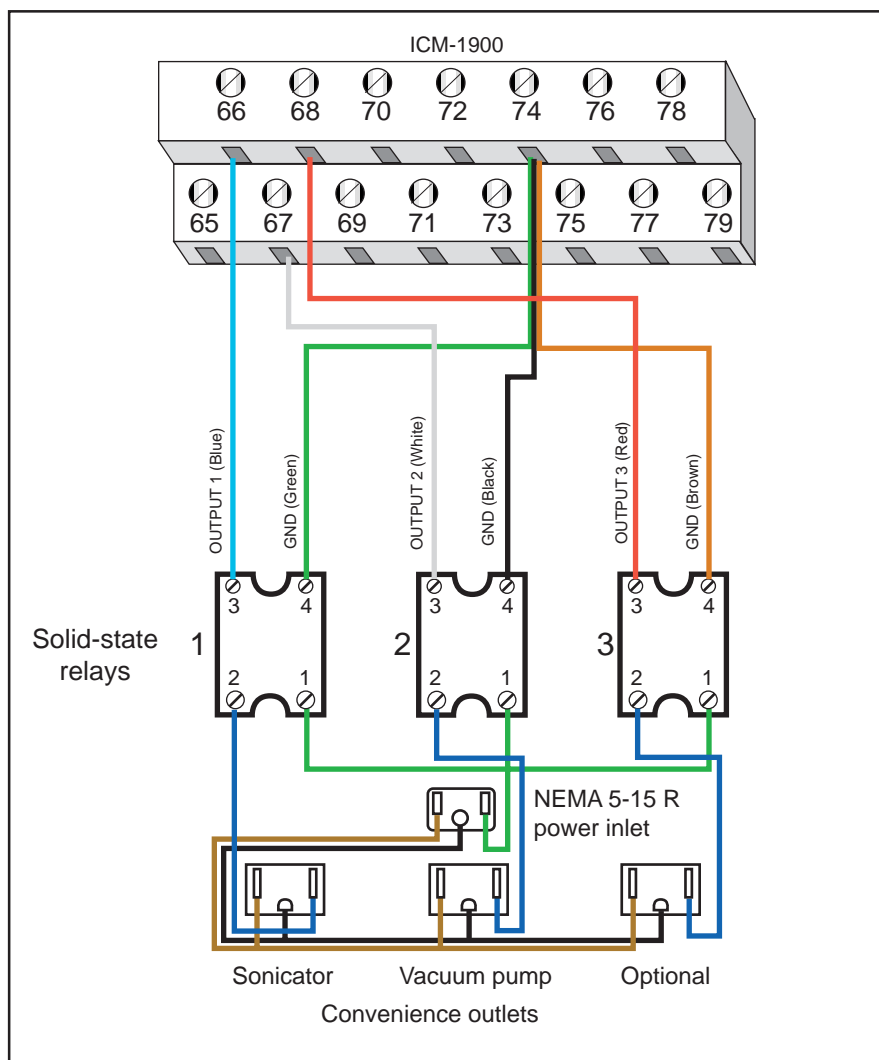 ICM-1900
66 68 70 72 74 76 78
65 67 69 71 73 75 77 79
OUTPUT 1 (Blue)
GND (Green)
OUTPUT 2 (White)
GND (Black)
OUTPUT 3 (Red)
GND (Brown)
3 4 3 4 3 4
Solid-state
relays
1 2 3
2 1 2 1 2 1
NEMA 5-15 R
power inlet
Sonicator Vacuum pump Optional
Convenience outlets